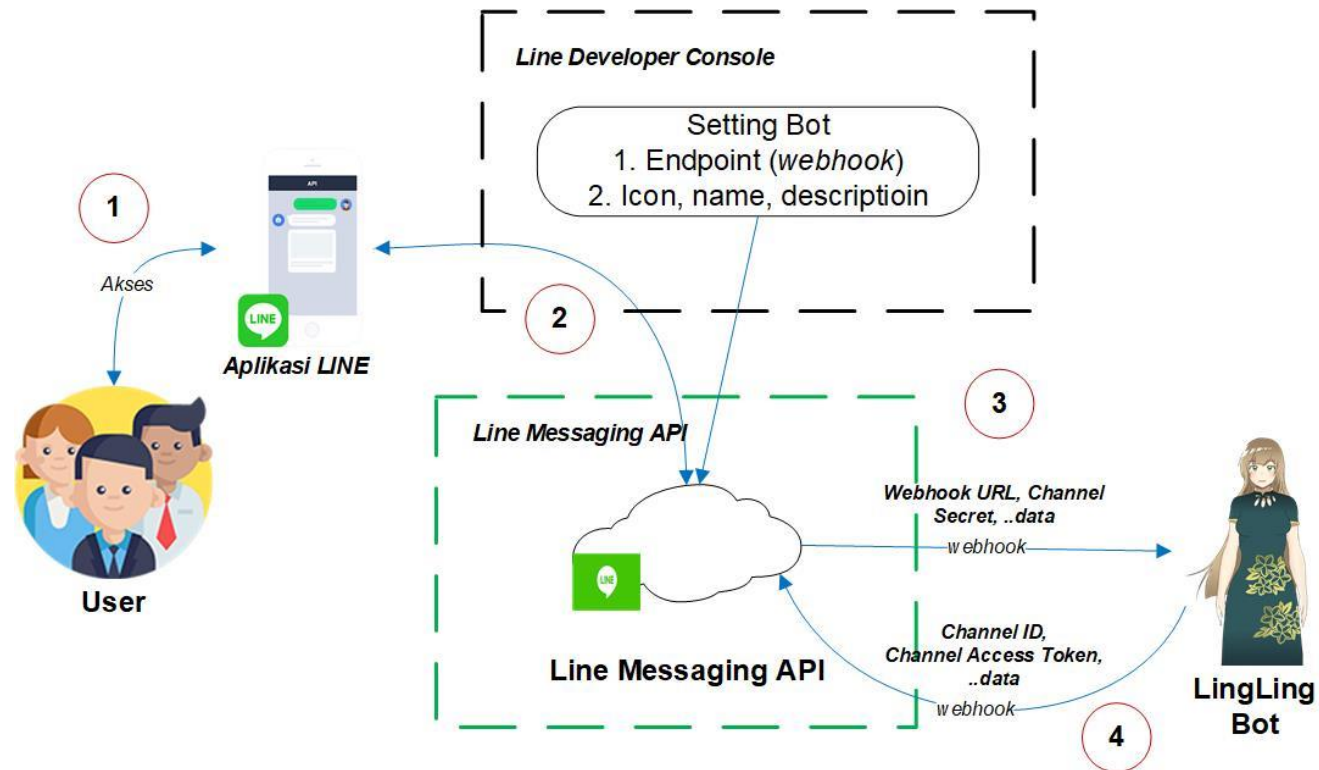 Line Developer Console
Setting Bot
1. Endpoint (webhook)
2. Icon, name, descriptioin
1
API
Akses
LINE
Aplikasi LINE
2
User
3
Line Messaging API
LINE
Line Messaging API
Webhook URL, Channel
Secret, ..data
webhook
Channel ID,
Channel Access Token,
..data
webhook
4
LingLing
Bot